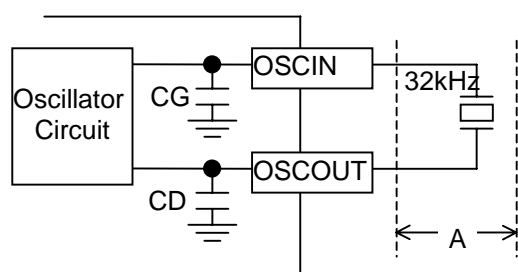 OSCIN
32kHz
CG
Oscillator
Circuit
OSCOUT
CD
A